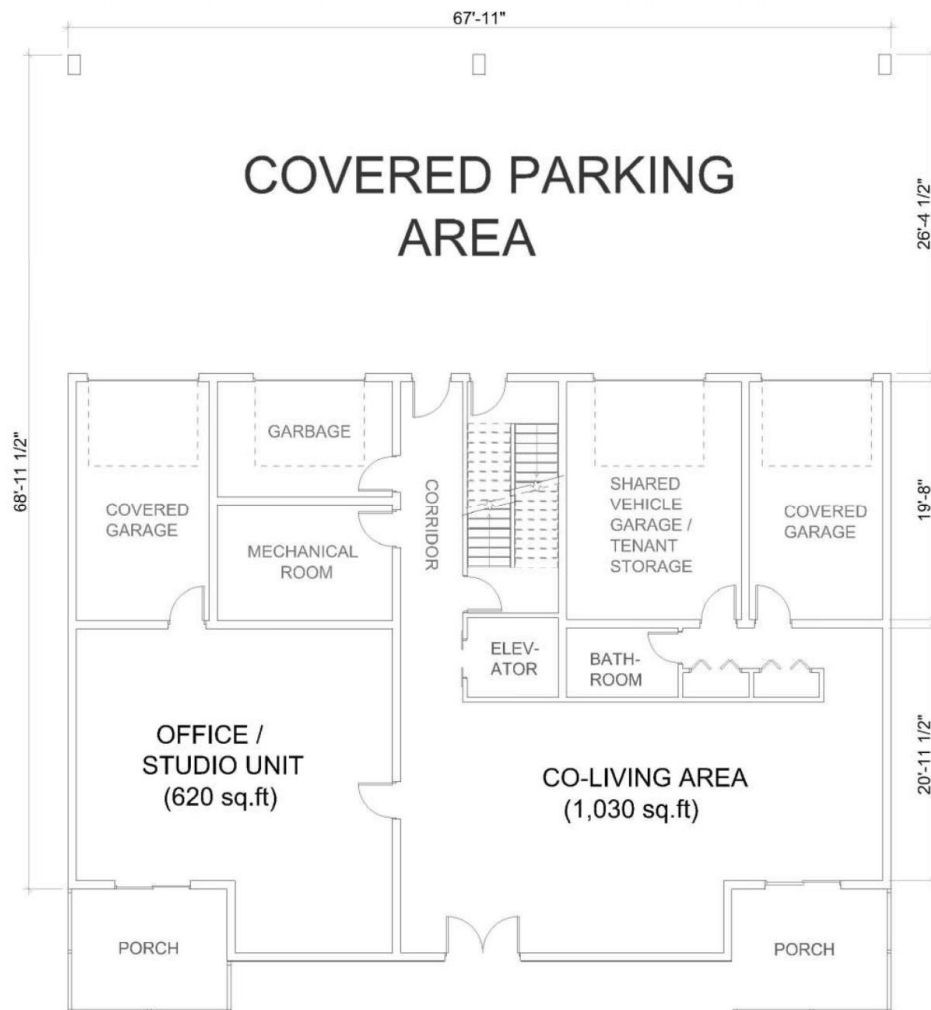 67'-11"
COVERED PARKING
AREA
26'-4 1/2"
68'-11 1/2"
GARBAGE
COVERED
GARAGE
MECHANICAL
ROOM
CORRIDOR
SHARED
VEHICLE
GARAGE /
TENANT
STORAGE
COVERED
GARAGE
19'-8"
ELEV-
ATOR
BATH-
ROOM
OFFICE /
STUDIO UNIT
(620 sq.ft)
CO-LIVING AREA
(1,030 sq.ft)
20'-11 1/2"
PORCH
PORCH